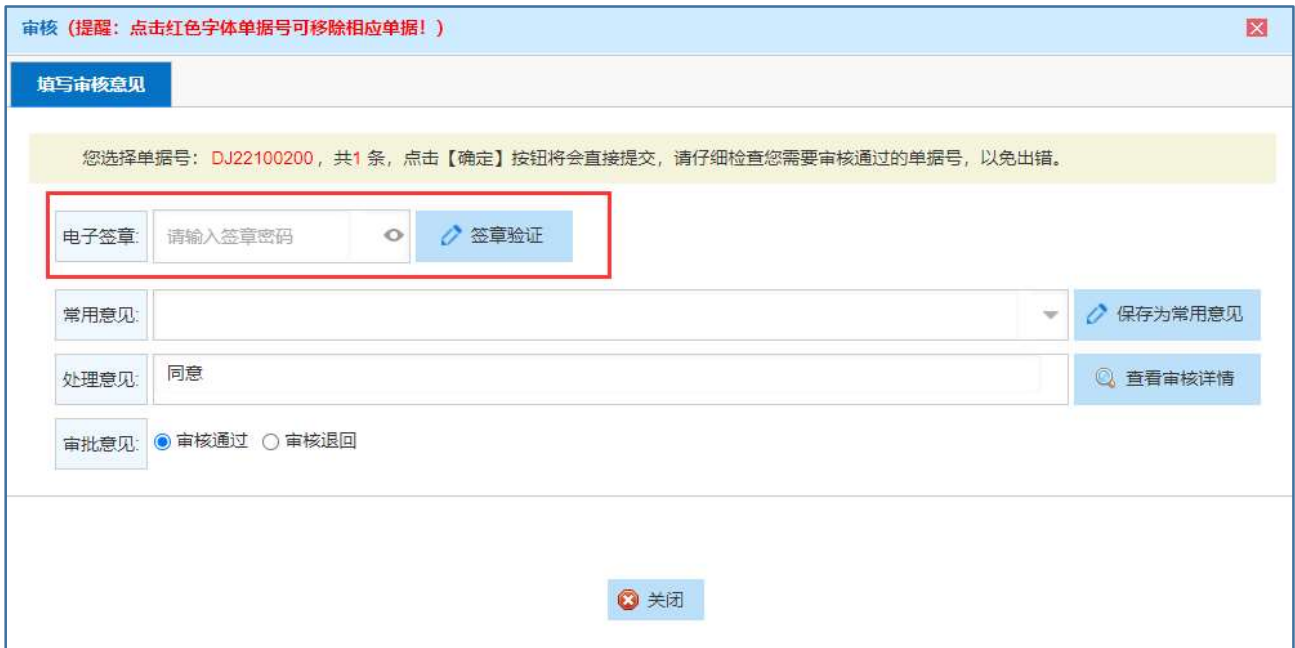 审核（提醒：点击红色字体单据号可移除相应单据！）
填写审核意见
您选择单据号：DJ22100200，共1 条，点击【确定】按钮将会直接提交，请仔细检查您需要审核通过的单据号，以免出错。
电子签章: 请输入签章密码 签章验证
常用意见: 保存为常用意见
处理意见: 同意 查看审核详情
审批意见: 审核通过 审核退回
关闭